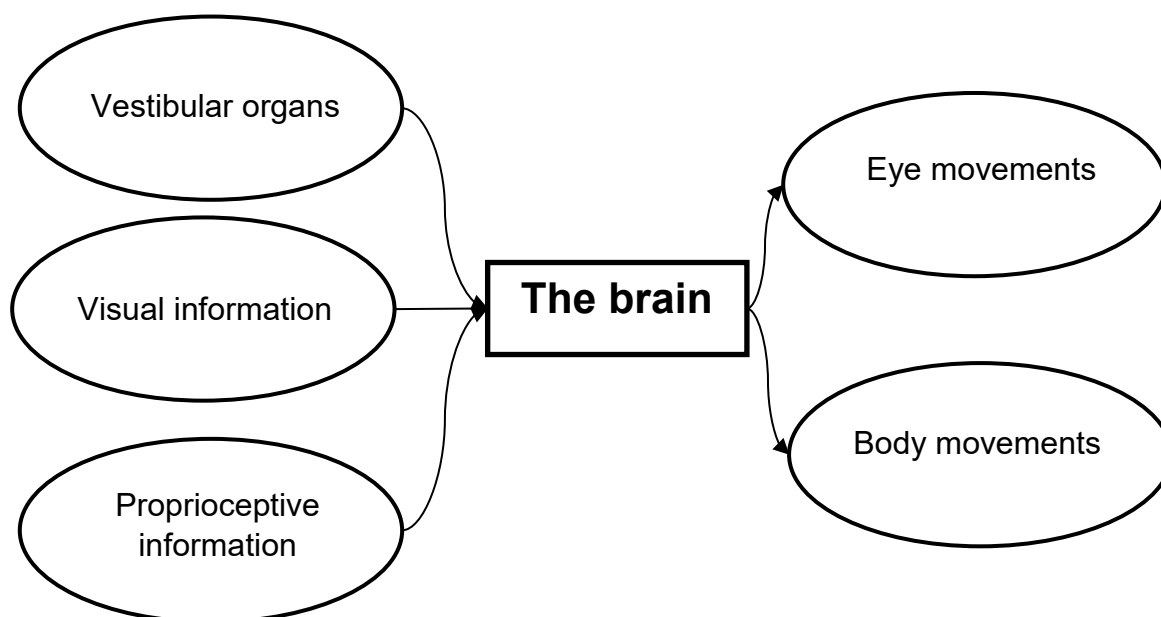 Vestibular organs
Visual information
Proprioceptive
information
The brain
Eye movements
Body movements